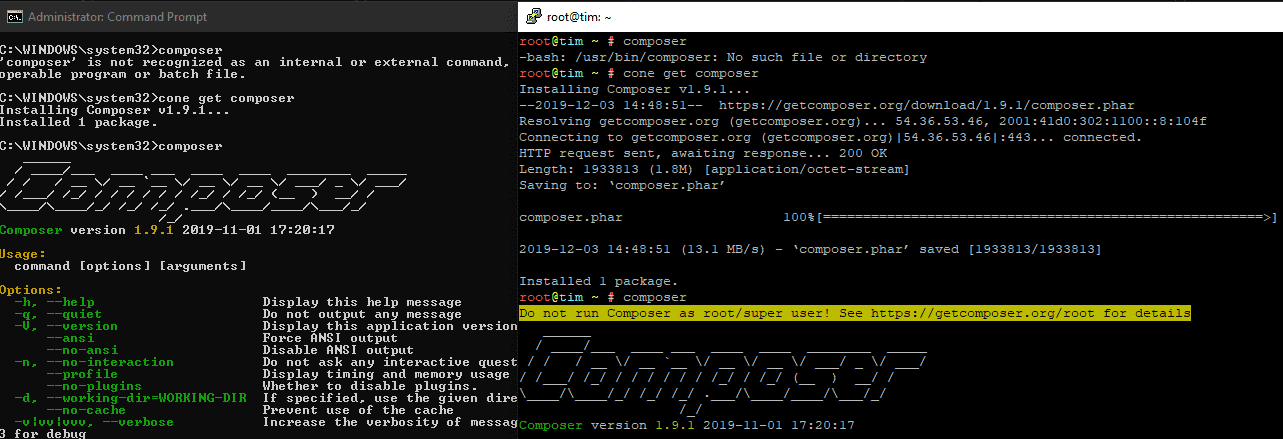 Administrator: Command Prompt
C:\WINDOWS\system32>composer
'composer' is not recognized as an internal or external command,
operable program or batch file.
C:\WINDOWS\system32>cone get composer
Installing Composer v1.9.1...
Installed 1 package.
C:\WINDOWS\system32>composer
Composer
Composer version 1.9.1 2019-11-01 17:20:17
Usage:
command [options] [arguments]
Options:
-h, --help Display this help message
-q, --quiet Do not output any message
-V, --version Display this application version
--ansi Force ANSI output
--no-ansi Disable ANSI output
-n, --no-interaction Do not ask any interactive quest
--profile Display timing and memory usage
--no-plugins Whether to disable plugins.
-d, --working-dir=WORKING-DIR If specified, use the given dire
--no-cache Prevent use of the cache
-v|vv|vvv, --verbose Increase the verbosity of messag
3 for debug
root@tim: ~
root@tim ~ # composer
-bash: /usr/bin/composer: No such file or directory
root@tim ~ # cone get composer
Installing Composer v1.9.1...
--2019-12-03 14:48:51-- https://getcomposer.org/download/1.9.1/composer.phar
Resolving getcomposer.org (getcomposer.org)... 54.36.53.46, 2001:41d0:302:1100::8:104f
Connecting to getcomposer.org (getcomposer.org)|54.36.53.46|:443... connected.
HTTP request sent, awaiting response... 200 OK
Length: 1933813 (1.8M) [application/octet-stream]
Saving to: ‘composer.phar’
composer.phar 100%[=======================================================>]
2019-12-03 14:48:51 (13.1 MB/s) - ‘composer.phar’ saved [1933813/1933813]
Installed 1 package.
root@tim ~ # composer
Do not run Composer as root/super user! See https://getcomposer.org/root for details
Composer
Composer version 1.9.1 2019-11-01 17:20:17